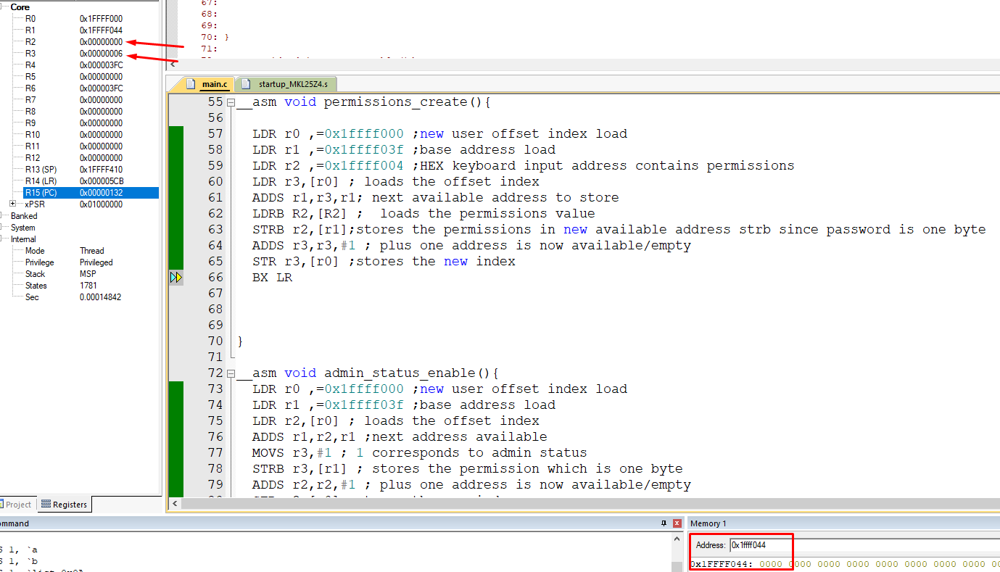 Core
R0 0x1FFFF000
R1 0x1FFFF044
R2 0x00000000
R3 0x00000006
R4 0x000003FC
R5 0x00000000
R6 0x000003FC
R7 0x00000000
R8 0x00000000
R9 0x00000000
R10 0x00000000
R11 0x00000000
R12 0x00000000
R13 (SP) 0x1FFFF410
R14 (LR) 0x000005CB
R15 (PC) 0x00000132
xPSR 0x01000000
Banked
System
Internal
Mode Thread
Privilege Privileged
Stack MSP
States 1781
Sec 0.00014842
Project Registers
67:
68:
69:
70: }
71:
main.c startup_MKL25Z4.s
55 __asm void permissions_create(){
56
57 LDR r0 ,=0x1ffff000 ;new user offset index load
58 LDR r1 ,=0x1ffff03f ;base address load
59 LDR r2 ,=0x1ffff004 ;HEX keyboard input address contains permissions
60 LDR r3,[r0] ; loads the offset index
61 ADDS r1,r3,r1; next available address to store
62 LDRB R2,[R2] ;  loads the permissions value
63 STRB r2,[r1];stores the permissions in new available address strb since password is one byte
64 ADDS r3,r3,#1 ; plus one address is now available/empty
65 STR r3,[r0] ;stores the new index
66 BX LR
67
68
69
70 }
71
72 __asm void admin_status_enable(){
73 LDR r0 ,=0x1ffff000 ;new user offset index load
74 LDR r1 ,=0x1ffff03f ;base address load
75 LDR r2,[r0] ; loads the offset index
76 ADDS r1,r2,r1 ;next address available
77 MOVS r3,#1 ; 1 corresponds to admin status
78 STRB r3,[r1] ; stores the permission which is one byte
79 ADDS r2,r2,#1 ; plus one address is now available/empty
ommand
S 1, `a
S 1, `b
Memory 1
Address: 0x1ffff044
0x1FFFF044: 0000 0000 0000 0000 0000 0000 0000 0000 00